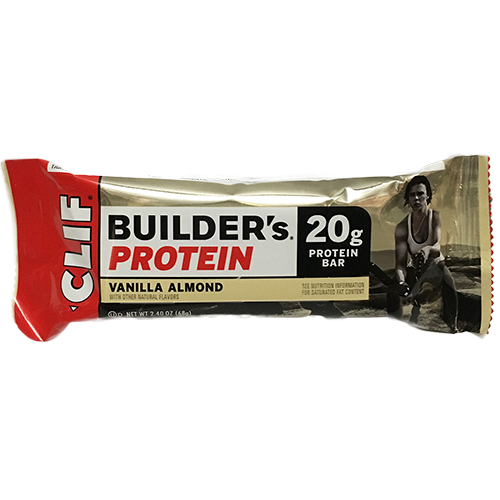 CLIF®
BUILDER's®
PROTEIN
20g
PROTEIN
BAR
VANILLA ALMOND
WITH OTHER NATURAL FLAVORS
SEE NUTRITION INFORMATION
FOR SATURATED FAT CONTENT
NET WT 2.40 OZ (68g)